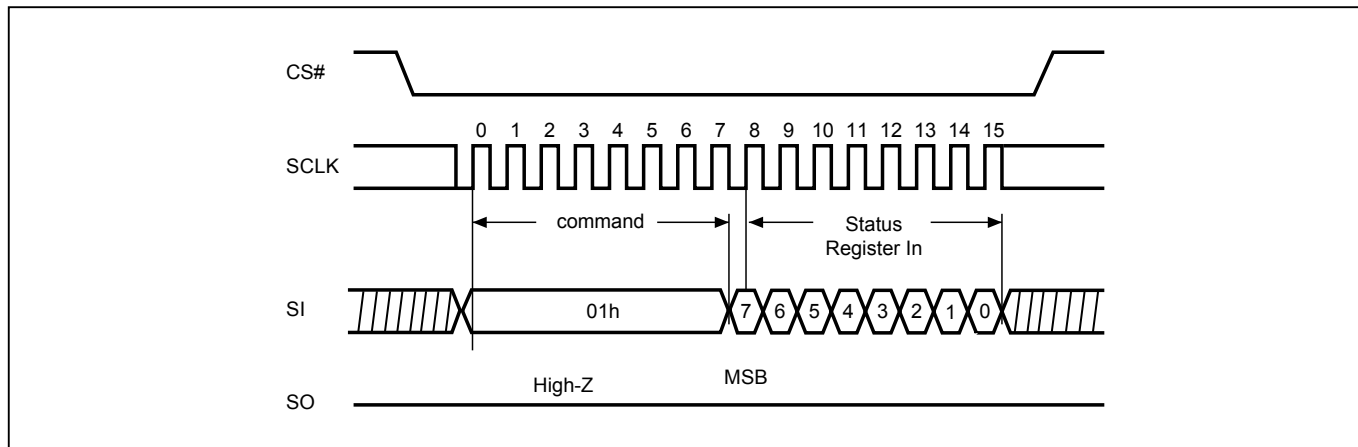 CS#
0 1 2 3 4 5 6 7 8 9 10 11 12 13 14 15
SCLK
command
Status
Register In
SI
01h
7 6 5 4 3 2 1 0
High-Z
MSB
SO